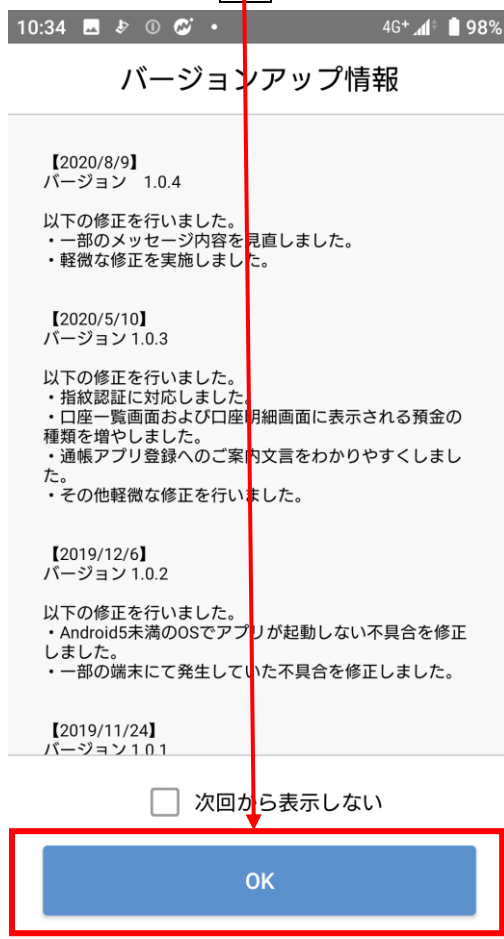 10:34
4G+
98%
バージョンアップ情報
【2020/8/9】
バージョン　1.0.4
以下の修正を行いました。
・一部のメッセージ内容を見直しました。
・軽微な修正を実施しました。
【2020/5/10】
バージョン 1.0.3
以下の修正を行いました。
・指紋認証に対応しました。
・口座一覧画面および口座明細画面に表示される預金の
種類を増やしました。
・通帳アプリ登録へのご案内文言をわかりやすくしまし
た。
・その他軽微な修正を行いました。
【2019/12/6】
バージョン 1.0.2
以下の修正を行いました。
・Android5未満のOSでアプリが起動しない不具合を修正
しました。
・一部の端末にて発生していた不具合を修正しました。
【2019/11/24】
バージョン 1.0.1
次回から表示しない
OK